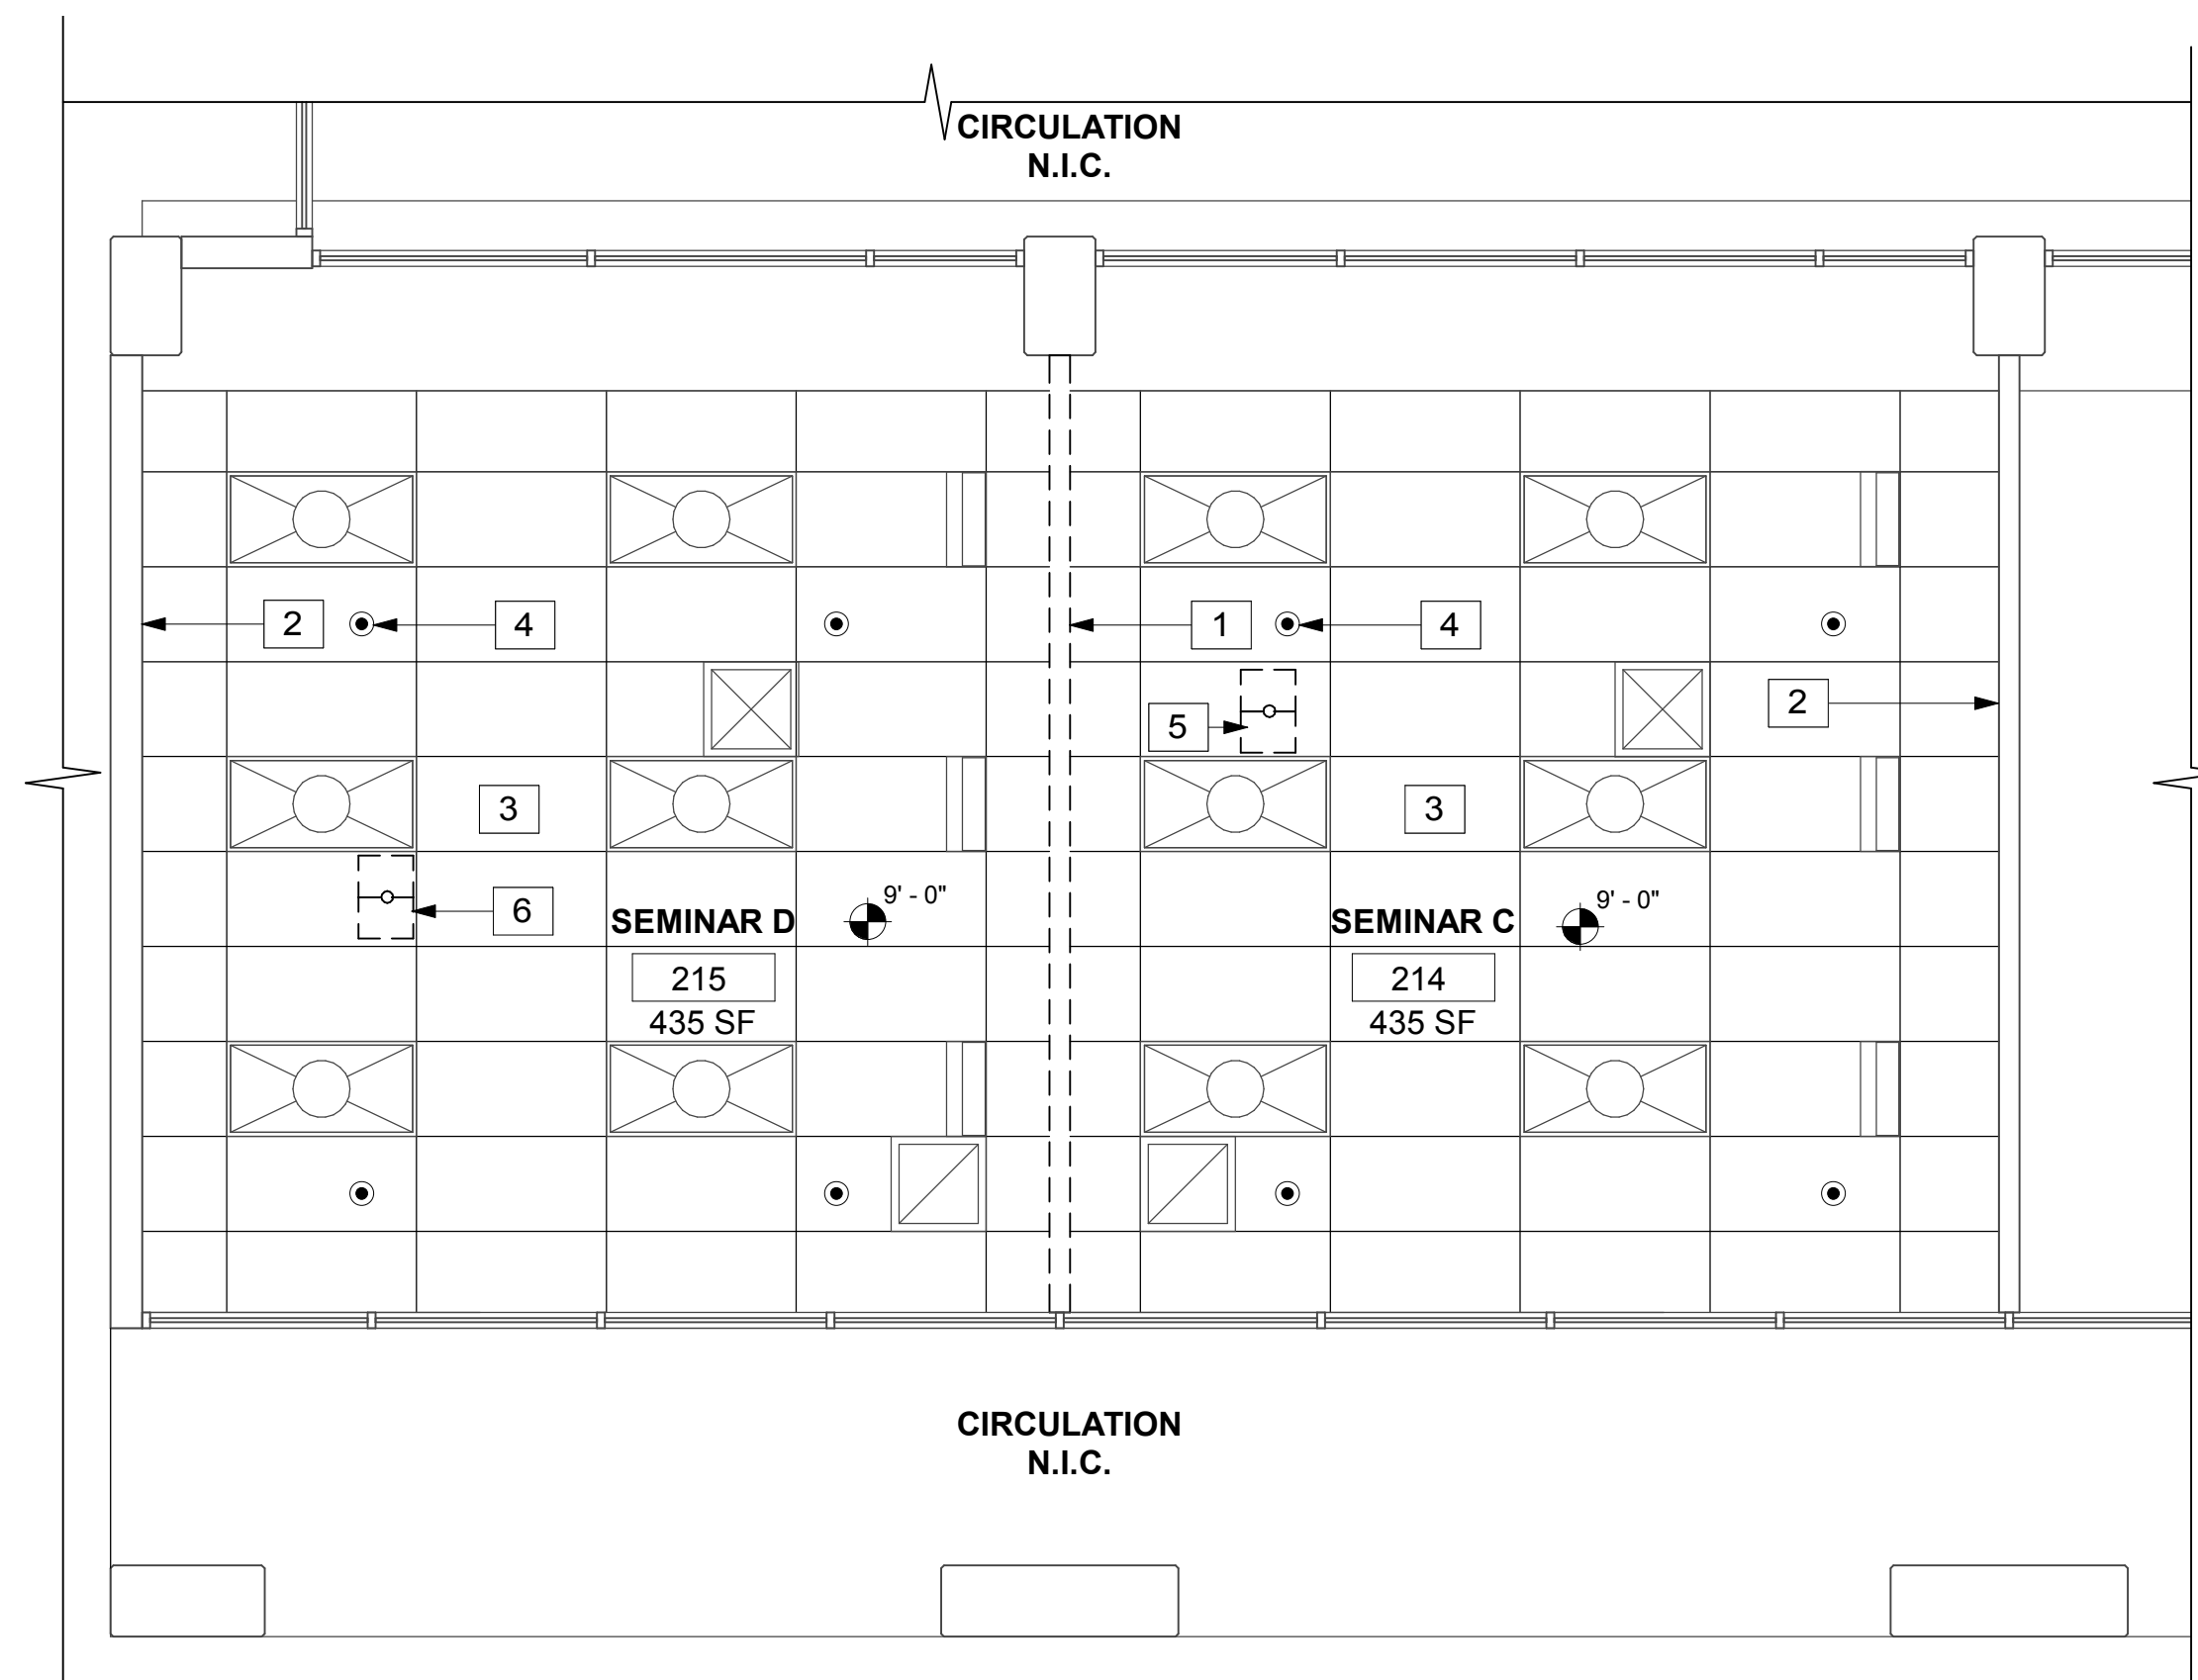 CIRCULATION
N.I.C.
2
4
1
4
5
2
3
3
6
SEMINAR D
9' - 0"
SEMINAR C
9' - 0"
215
435 SF
214
435 SF
CIRCULATION
N.I.C.